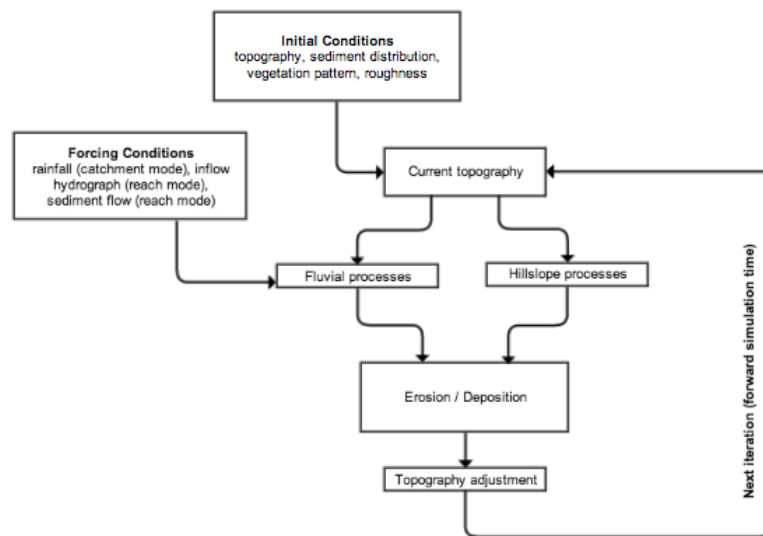 Initial Conditions
topography, sediment distribution,
vegetation pattern, roughness
Forcing Conditions
rainfall (catchment mode), inflow
hydrograph (reach mode),
sediment flow (reach mode)
Current topography
Fluvial processes
Hillslope processes
Erosion / Deposition
Topography adjustment
Next iteration (forward simulation time)